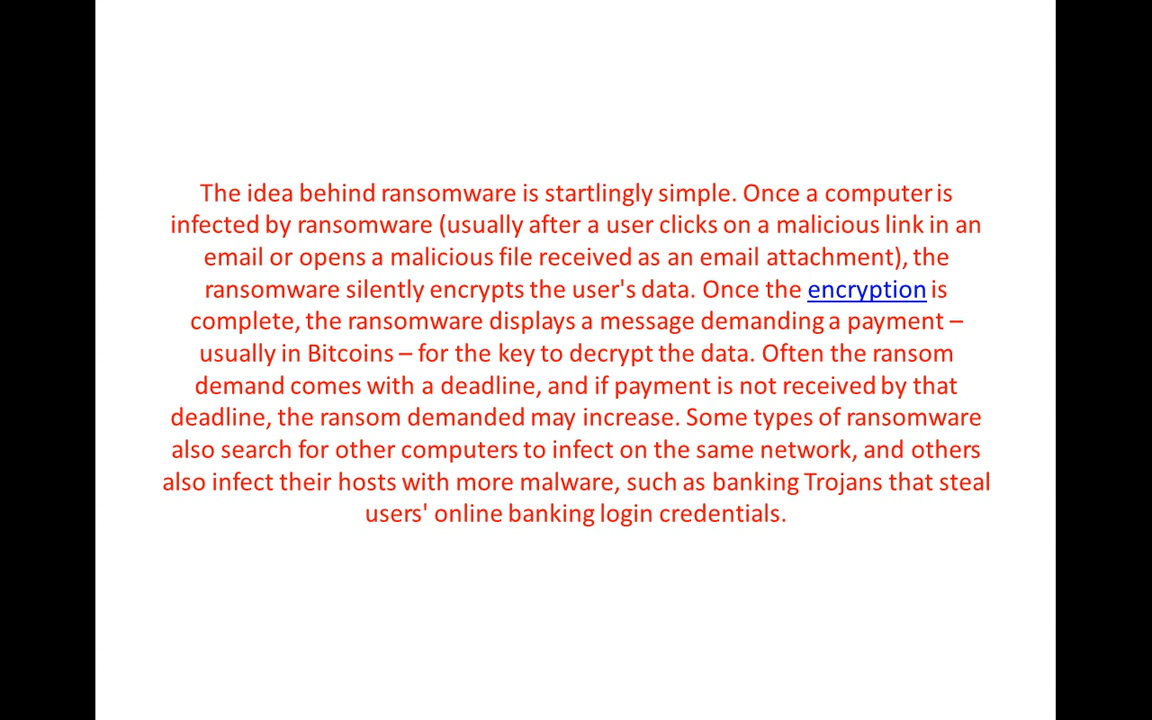 The idea behind ransomware is startlingly simple. Once a computer is
infected by ransomware (usually after a user clicks on a malicious link in an
email or opens a malicious file received as an email attachment), the
ransomware silently encrypts the user's data. Once the encryption is
complete, the ransomware displays a message demanding a payment –
usually in Bitcoins – for the key to decrypt the data. Often the ransom
demand comes with a deadline, and if payment is not received by that
deadline, the ransom demanded may increase. Some types of ransomware
also search for other computers to infect on the same network, and others
also infect their hosts with more malware, such as banking Trojans that steal
users' online banking login credentials.